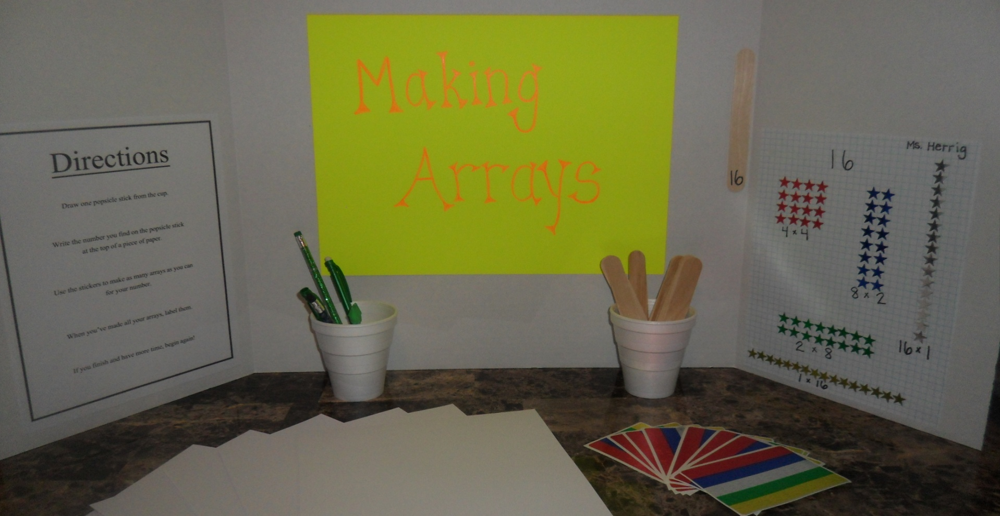 Making
Arrays
Directions
Draw one popsicle stick from the cup.
Write the number you find on the popsicle stick
at the top of a piece of paper.
Use the stickers to make as many arrays as you can
for your number.
When you've made all your arrays, label them.
If you finish and have more time, begin again!
16
Ms. Herrig
16
4 x 4
8 x 2
2 x 8
16 x 1
1 x 16